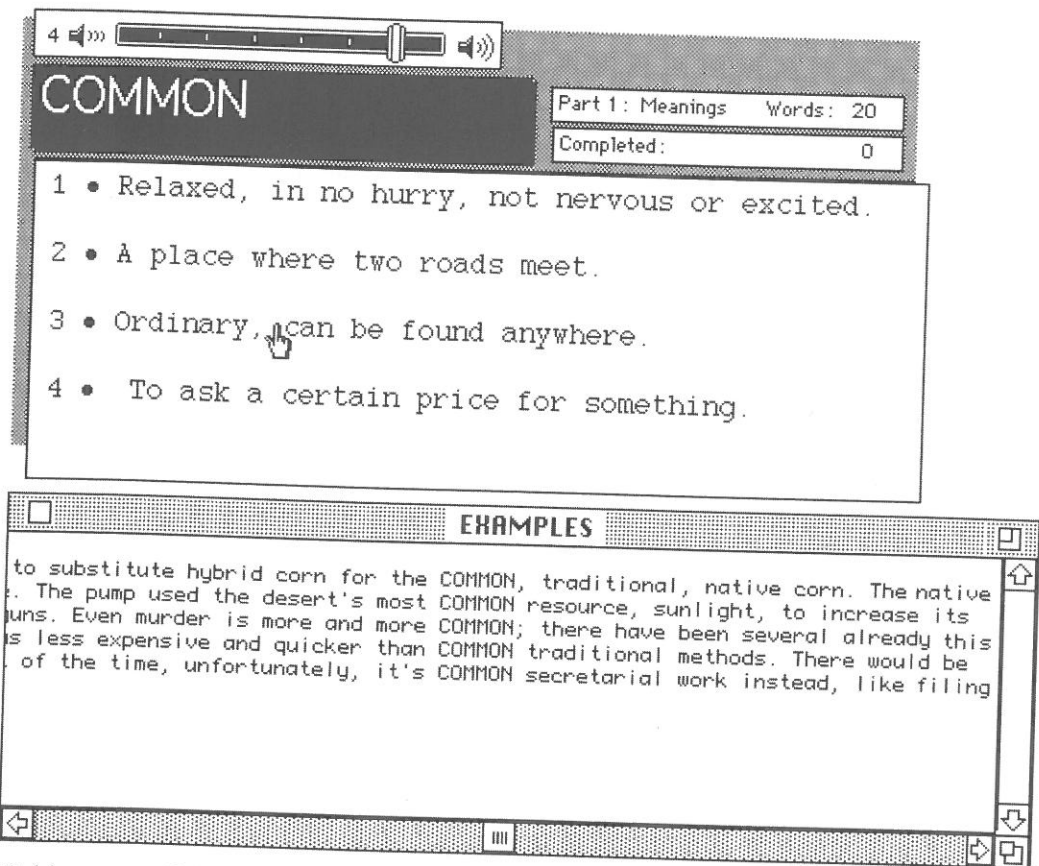 4
COMMON
Part 1: Meanings Words: 20
Completed: 0
1 • Relaxed, in no hurry, not nervous or excited.
2 • A place where two roads meet.
3 • Ordinary, can be found anywhere.
4 • To ask a certain price for something.
EXAMPLES
to substitute hybrid corn for the COMMON, traditional, native corn. The native
. The pump used the desert's most COMMON resource, sunlight, to increase its
uns. Even murder is more and more COMMON; there have been several already this
s less expensive and quicker than COMMON traditional methods. There would be
. of the time, unfortunately, it's COMMON secretarial work instead, like filing